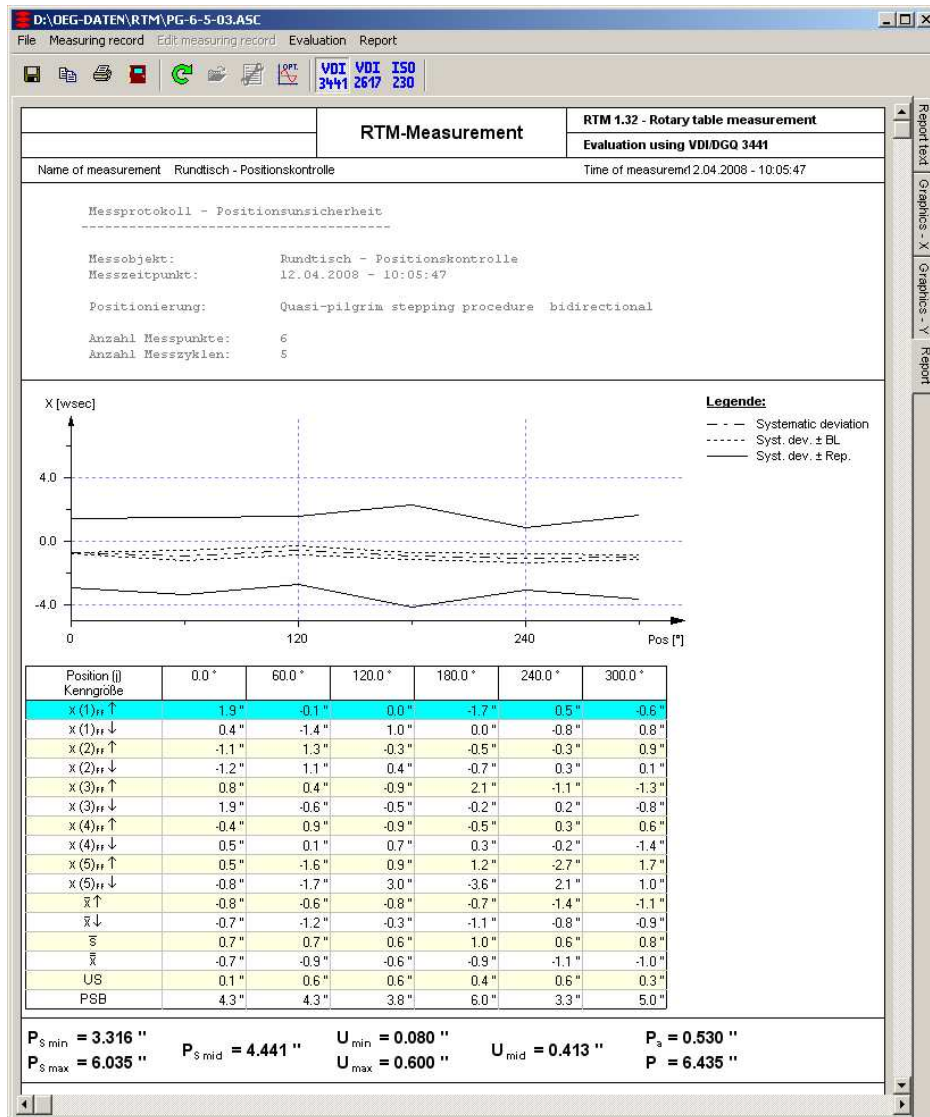 D:\OEG-DATEN\RTM\PG-6-5-03.ASC
File Measuring record Edit measuring record Evaluation Report
OPT. VDI 3441 VDI 2617 ISO 230
RTM-Measurement
RTM 1.32 - Rotary table measurement
Evaluation using VDI/DGQ 3441
Name of measurement Rundtisch - Positionskontrolle Time of measurem 12.04.2008 - 10:05:47
Report text
Graphics - X
Graphics - Y
Report
Messprotokoll - Positionsunsicherheit
----------------------------------------
Messobjekt: Rundtisch - Positionskontrolle
Messzeitpunkt: 12.04.2008 - 10:05:47
Positionierung: Quasi-pilgrim stepping procedure bidirectional
Anzahl Messpunkte: 6
Anzahl Messzyklen: 5
X [wsec]
Legende:
Systematic deviation
Syst. dev. ± BL
Syst. dev. ± Rep.
4.0
0.0
-4.0
0 120 240 Pos [°]
Position (j) Kenngröße 0.0 ° 60.0 ° 120.0 ° 180.0 ° 240.0 ° 300.0 °
x (1)FF ↑ 1.9 " -0.1 " 0.0 " -1.7 " 0.5 " -0.6 "
x (1)FF ↓ 0.4 " -1.4 " 1.0 " 0.0 " -0.8 " 0.8 "
x (2)FF ↑ -1.1 " 1.3 " -0.3 " -0.5 " -0.3 " 0.9 "
x (2)FF ↓ -1.2 " 1.1 " 0.4 " -0.7 " 0.3 " 0.1 "
x (3)FF ↑ 0.8 " 0.4 " -0.9 " 2.1 " -1.1 " -1.3 "
x (3)FF ↓ 1.9 " -0.6 " -0.5 " -0.2 " 0.2 " -0.8 "
x (4)FF ↑ -0.4 " 0.9 " -0.9 " -0.5 " 0.3 " 0.6 "
x (4)FF ↓ 0.5 " 0.1 " 0.7 " 0.3 " -0.2 " -1.4 "
x (5)FF ↑ 0.5 " -1.6 " 0.9 " 1.2 " -2.7 " 1.7 "
x (5)FF ↓ -0.8 " -1.7 " 3.0 " -3.6 " 2.1 " 1.0 "
x̅ ↑ -0.8 " -0.6 " -0.8 " -0.7 " -1.4 " -1.1 "
x̅ ↓ -0.7 " -1.2 " -0.3 " -1.1 " -0.8 " -0.9 "
s̅ 0.7 " 0.7 " 0.6 " 1.0 " 0.6 " 0.8 "
x̿ -0.7 " -0.9 " -0.6 " -0.9 " -1.1 " -1.0 "
US 0.1 " 0.6 " 0.6 " 0.4 " 0.6 " 0.3 "
PSB 4.3 " 4.3 " 3.8 " 6.0 " 3.3 " 5.0 "
P S min = 3.316 "
P S max = 6.035 "
P S mid = 4.441 "
U min = 0.080 "
U max = 0.600 "
U mid = 0.413 "
P a = 0.530 "
P = 6.435 "